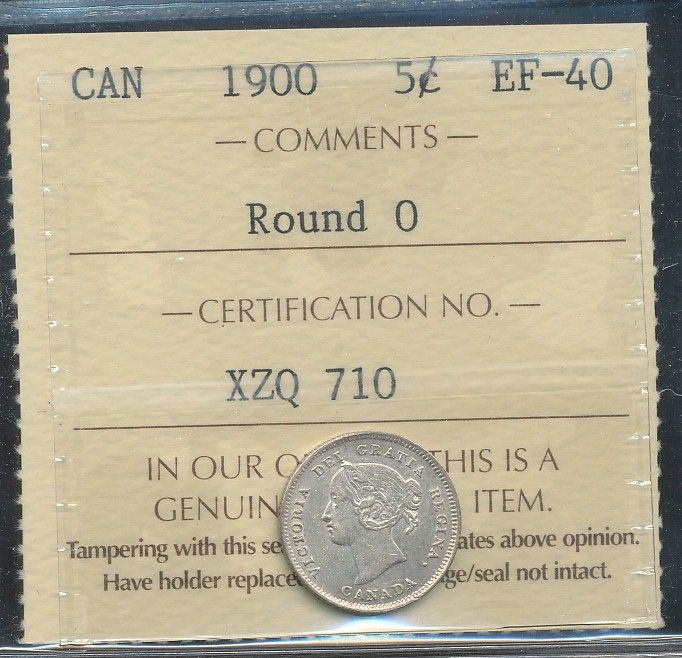 CAN 1900 5¢ EF-40
— COMMENTS —
Round O
— CERTIFICATION NO. —
XZQ 710
IN OUR O THIS IS A
GENUIN ITEM.
Tampering with this se ates above opinion.
Have holder replace ge/seal not intact.
VICTORIA DEI GRATIA REGINA.
CANADA